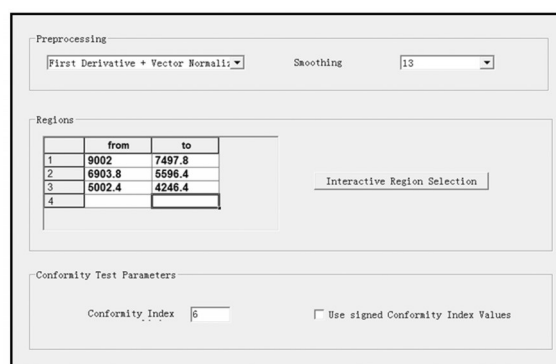 Preprocessing
First Derivative + Vector Normali
Smoothing 13
Regions
from to
1 9002 7497.8
2 6903.8 5596.4
3 5002.4 4246.4
4
Interactive Region Selection
Conformity Test Parameters
Conformity Index 6
Use signed Conformity Index Values